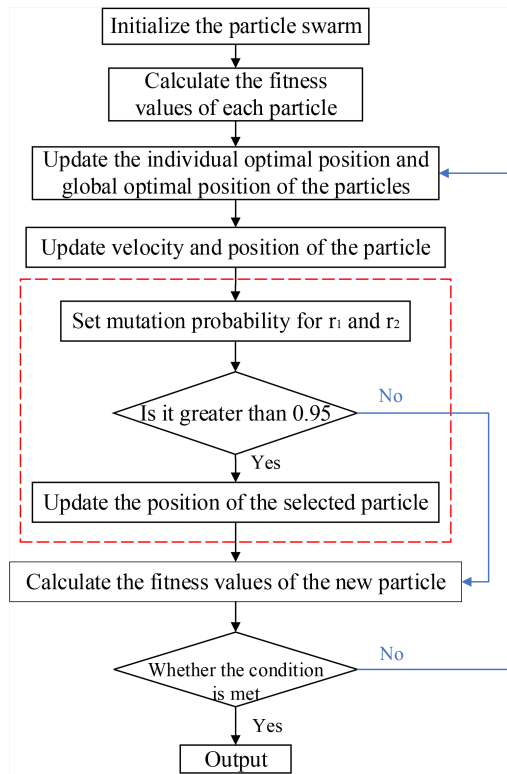 Initialize the particle swarm
Calculate the fitness
values of each particle
Update the individual optimal position and
global optimal position of the particles
Update velocity and position of the particle
Set mutation probability for r₁ and r₂
Is it greater than 0.95
No
Yes
Update the position of the selected particle
Calculate the fitness values of the new particle
Whether the condition
is met
No
Yes
Output